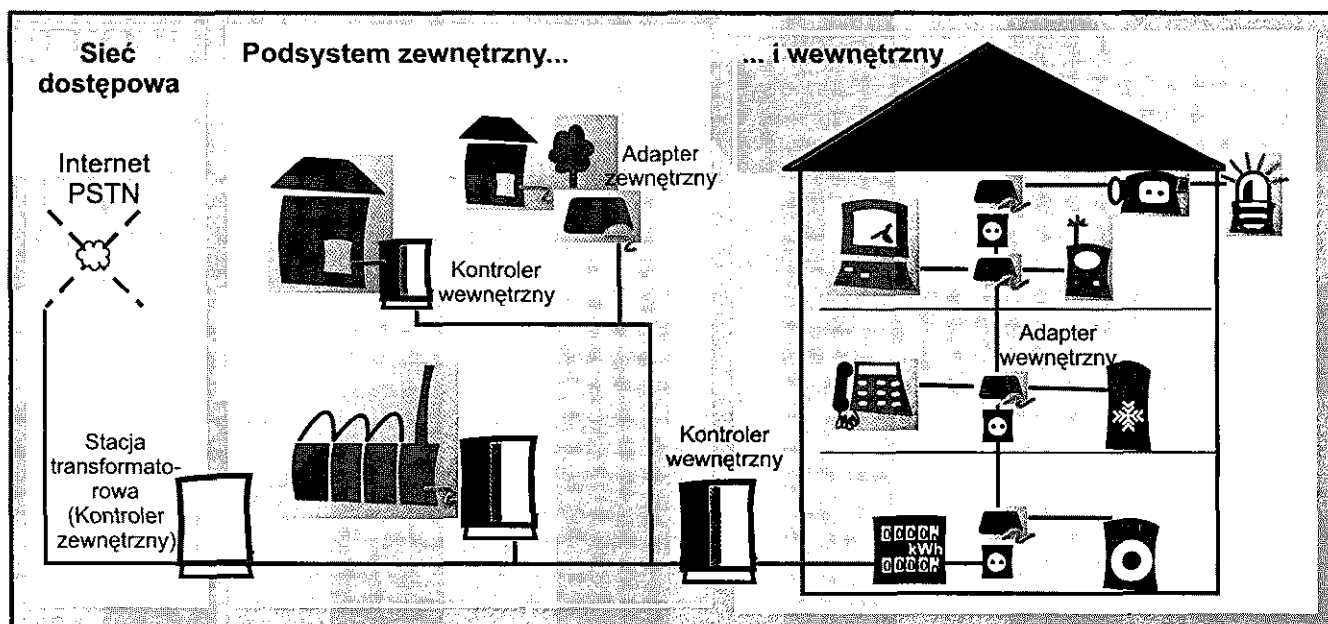 Sieć
dostępowa
Podsystem zewnętrzny...
... i wewnętrzny
Internet
PSTN
Adapter
zewnętrzny
Kontroler
wewnętrzny
Adapter
wewnętrzny
Stacja
transformato-
rowa
(Kontroler
zewnętrzny)
Kontroler
wewnętrzny
kWh